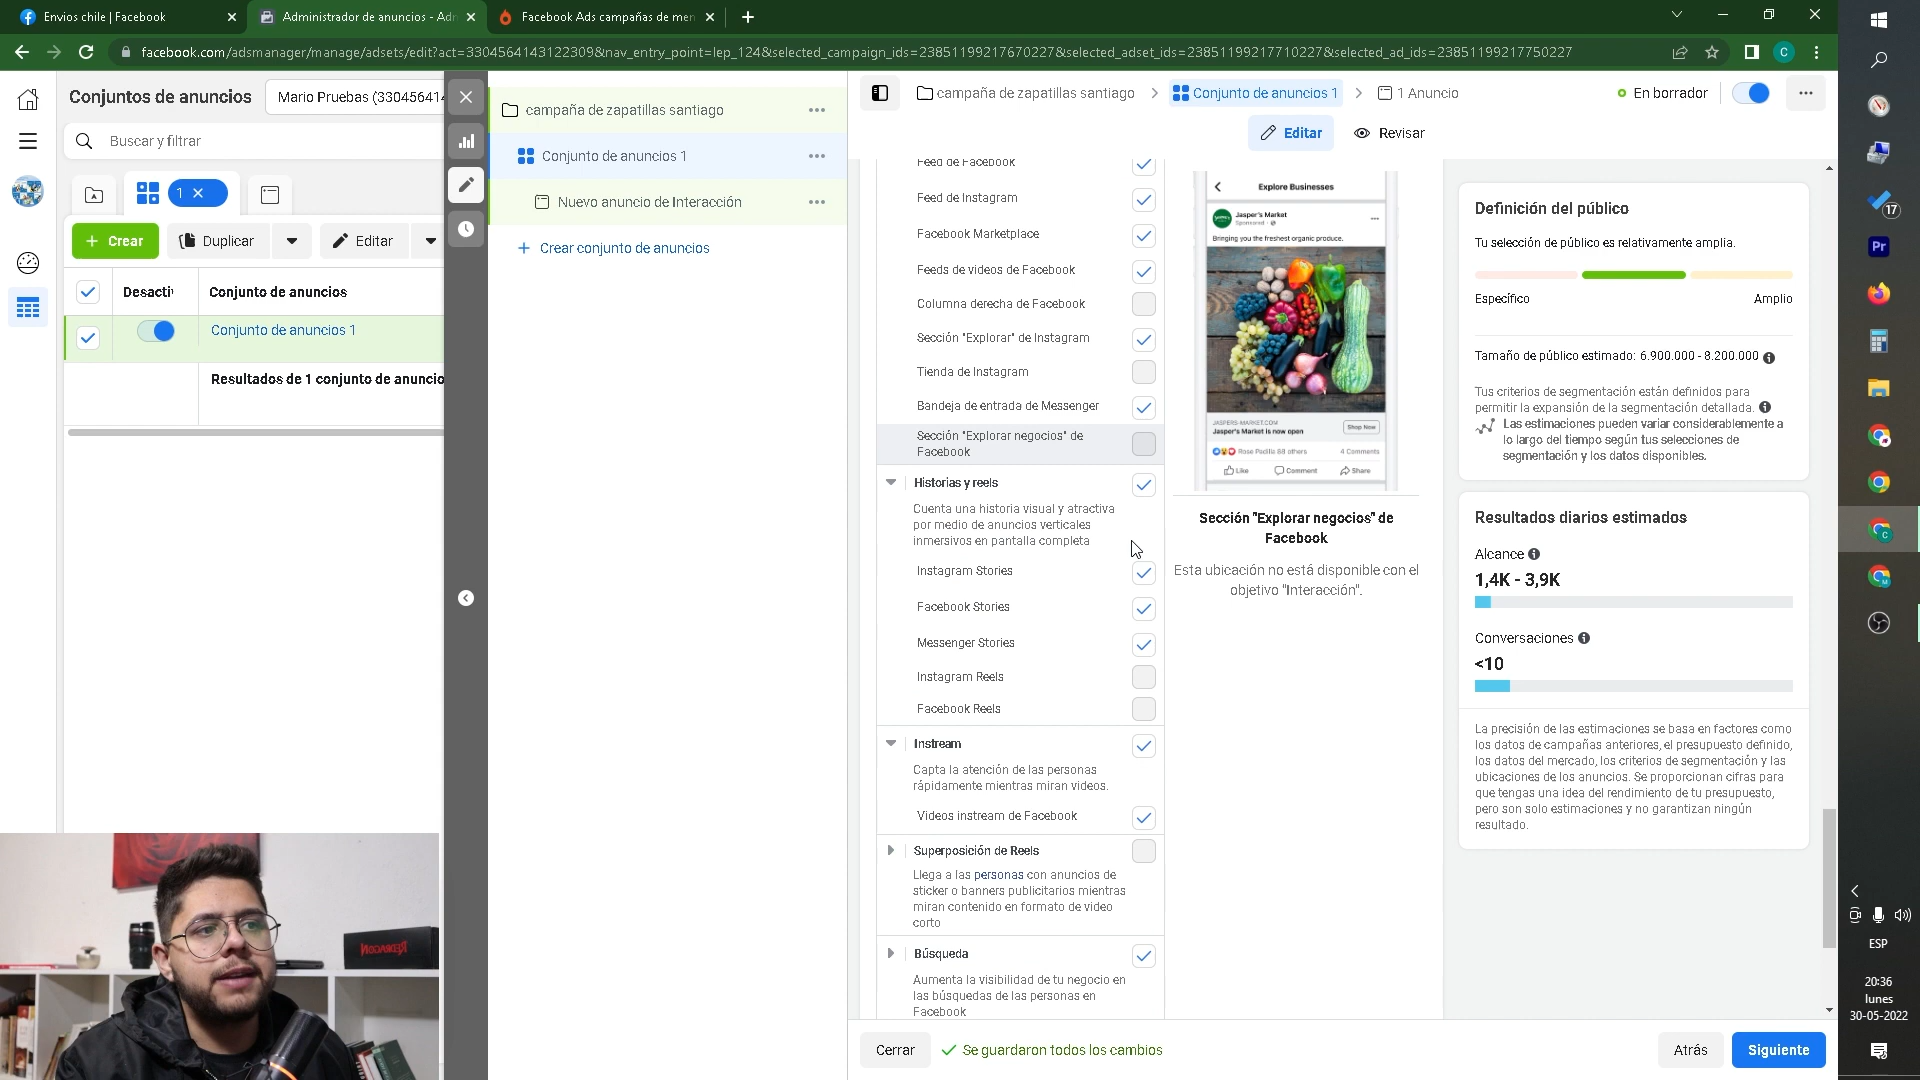 Envios chile | Facebook
Administrador de anuncios - Adm
Facebook Ads campañas de men
facebook.com/adsmanager/manage/adsets/edit?act=3304564143122309&nav_entry_point=lep_124&selected_campaign_ids=23851199217670227&selected_adset_ids=23851199217710227&selected_ad_ids=23851199217750227
C
Conjuntos de anuncios
Mario Pruebas (330456414
Buscar y filtrar
1
Crear
Duplicar
Editar
Desacti
Conjunto de anuncios
Conjunto de anuncios 1
Resultados de 1 conjunto de anuncio
campaña de zapatillas santiago
Conjunto de anuncios 1
Nuevo anuncio de Interacción
Crear conjunto de anuncios
campaña de zapatillas santiago
Conjunto de anuncios 1
1 Anuncio
En borrador
Editar
Revisar
Feed de Facebook
Feed de Instagram
Facebook Marketplace
Feeds de videos de Facebook
Columna derecha de Facebook
Sección "Explorar" de Instagram
Tienda de Instagram
Bandeja de entrada de Messenger
Sección "Explorar negocios" de
Facebook
Historias y reels
Cuenta una historia visual y atractiva
por medio de anuncios verticales
inmersivos en pantalla completa
Instagram Stories
Facebook Stories
Messenger Stories
Instagram Reels
Facebook Reels
Instream
Capta la atención de las personas
rápidamente mientras miran videos.
Videos instream de Facebook
Superposición de Reels
Llega a las personas con anuncios de
sticker o banners publicitarios mientras
miran contenido en formato de video
corto
Búsqueda
Aumenta la visibilidad de tu negocio en
las búsquedas de las personas en
Facebook
Explore Businesses
Jasper's Market
Sponsored
Bringing you the freshest organic produce.
JASPERS-MARKET.COM
Jasper's Market is now open
Shop Now
Rose Padilla 88 others
4 Comments
Like
Comment
Share
Sección "Explorar negocios" de
Facebook
Esta ubicación no está disponible con el
objetivo "Interacción".
Definición del público
Tu selección de público es relativamente amplia.
Específico
Amplio
Tamaño de público estimado: 6.900.000 - 8.200.000
Tus criterios de segmentación están definidos para
permitir la expansión de la segmentación detallada.
Las estimaciones pueden variar considerablemente a
lo largo del tiempo según tus selecciones de
segmentación y los datos disponibles.
Resultados diarios estimados
Alcance
1,4K - 3,9K
Conversaciones
<10
La precisión de las estimaciones se basa en factores como
los datos de campañas anteriores, el presupuesto definido,
los datos del mercado, los criterios de segmentación y las
ubicaciones de los anuncios. Se proporcionan cifras para
que tengas una idea del rendimiento de tu presupuesto,
pero son solo estimaciones y no garantizan ningún
resultado.
Cerrar
Se guardaron todos los cambios
Atrás
Siguiente
17
Pr
ESP
20:36
lunes
30-05-2022